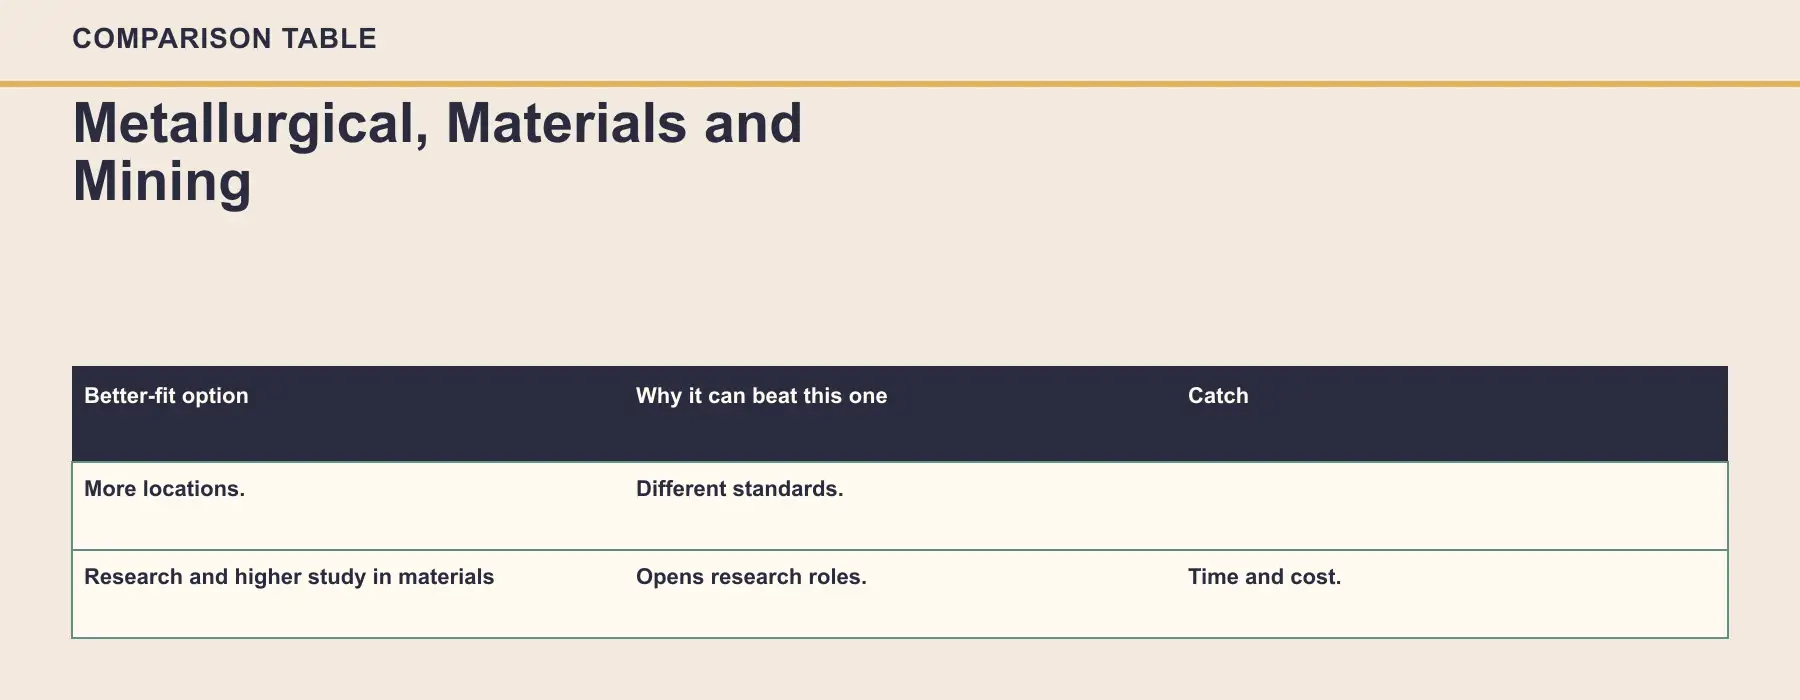 COMPARISON TABLE
Metallurgical, Materials and
Mining
Better-fit option Why it can beat this one Catch
More locations. Different standards.
Research and higher study in materials Opens research roles. Time and cost.